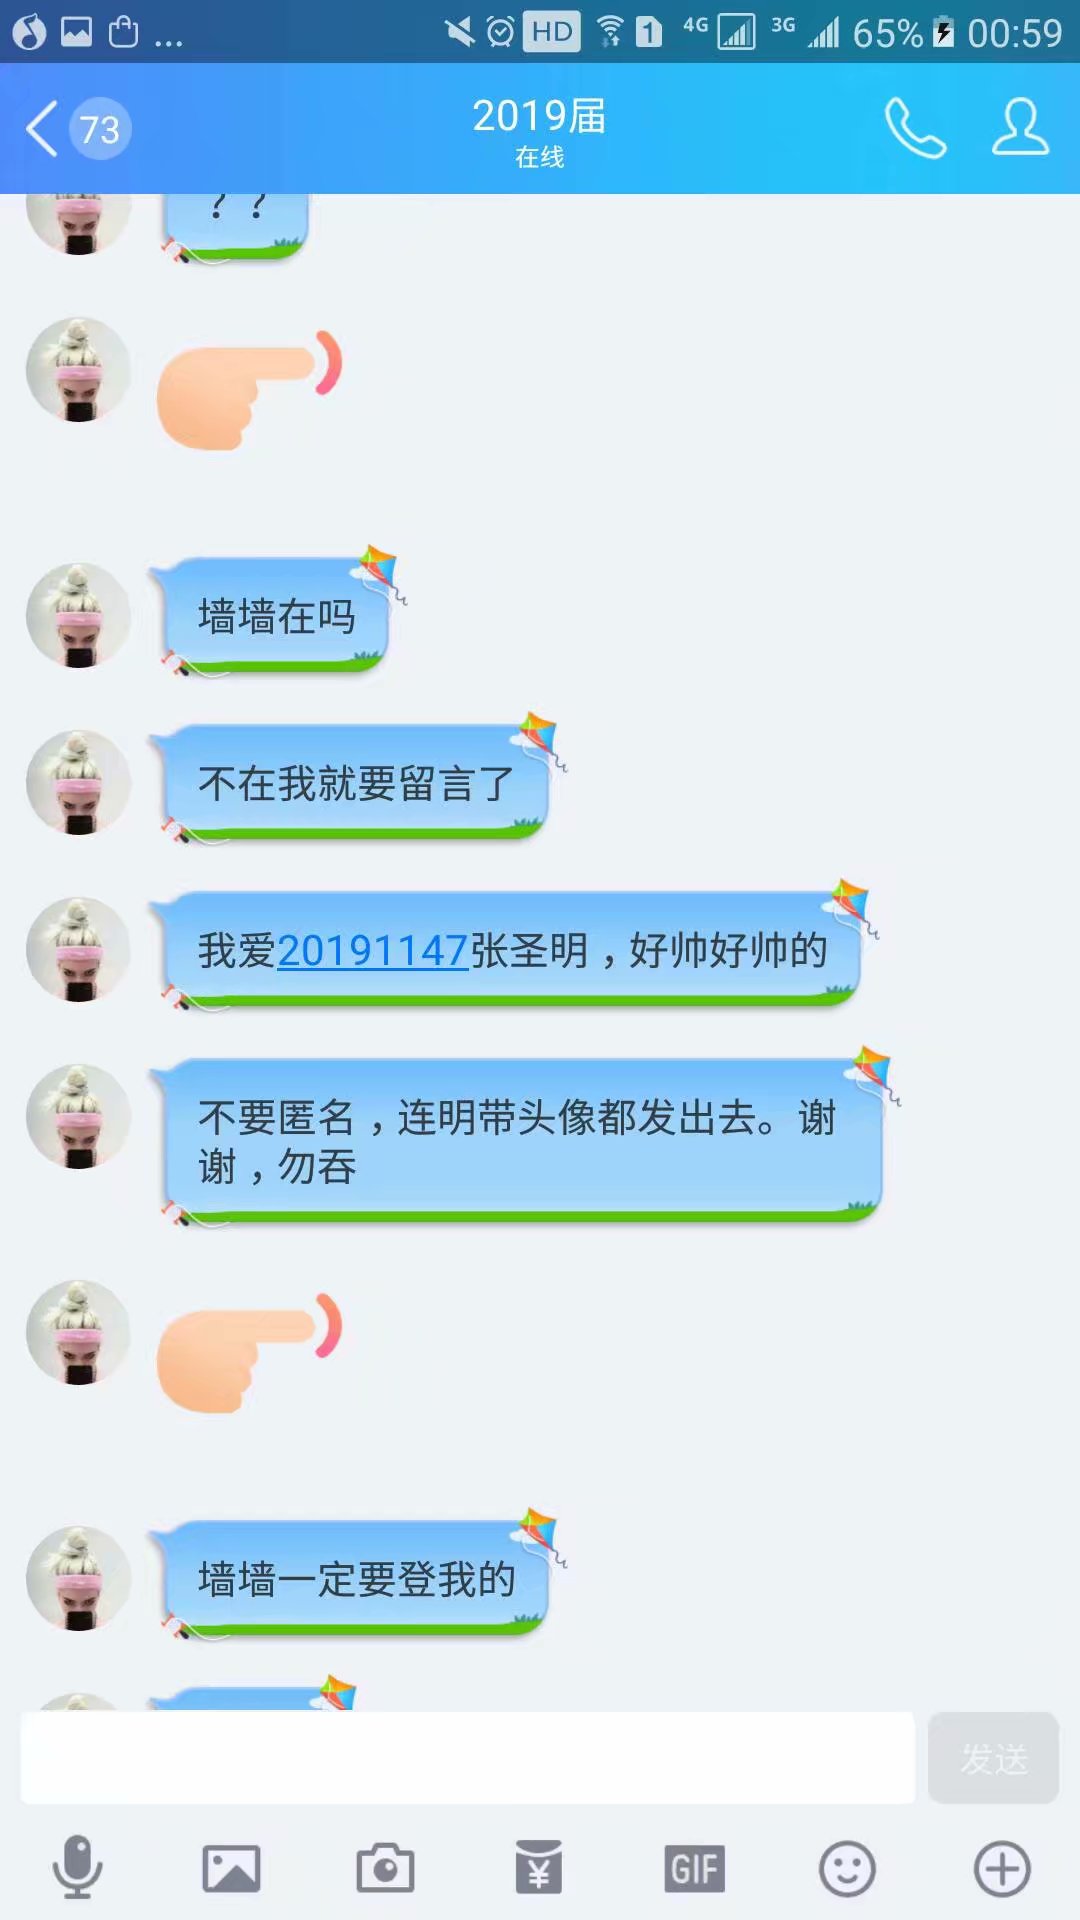 ... HD 1 4G 3G 65% 00:59
73
2019届
在线
？？
墙墙在吗
不在我就要留言了
我爱20191147张圣明，好帅好帅的
不要匿名，连明带头像都发出去。谢
谢，勿吞
墙墙一定要登我的
发送
¥
GIF